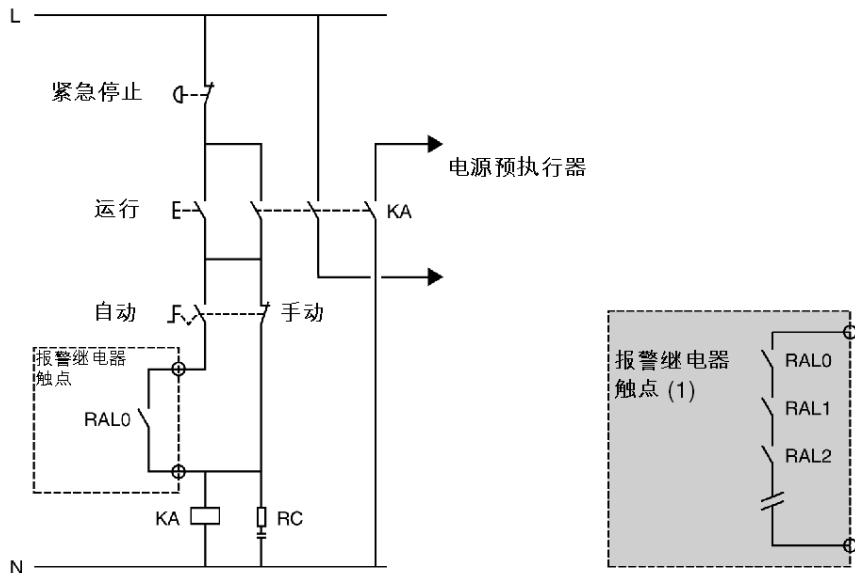 L
紧急停止
电源预执行器
运行
KA
自动
手动
报警继电器
触点
RAL0
KA
RC
N
报警继电器
触点 (1)
RAL0
RAL1
RAL2